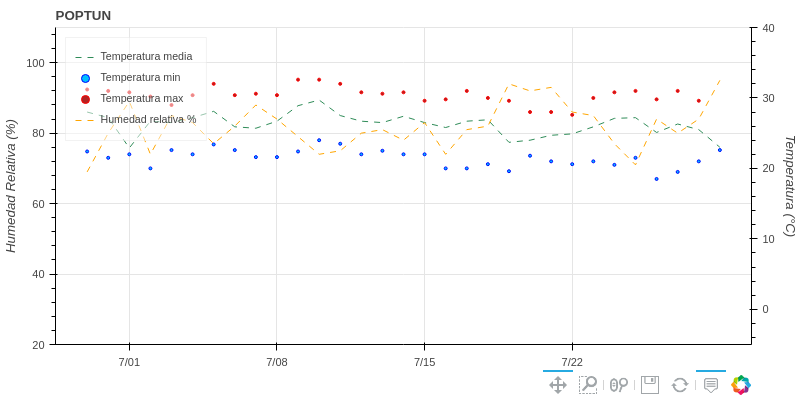 POPTUN
Temperatura media
Temperatura min
Temperatura max
Humedad relativa %
Humedad Relativa (%)
100
80
60
40
20
40
30
20
10
0
Temperatura (°C)
7/01
7/08
7/15
7/22